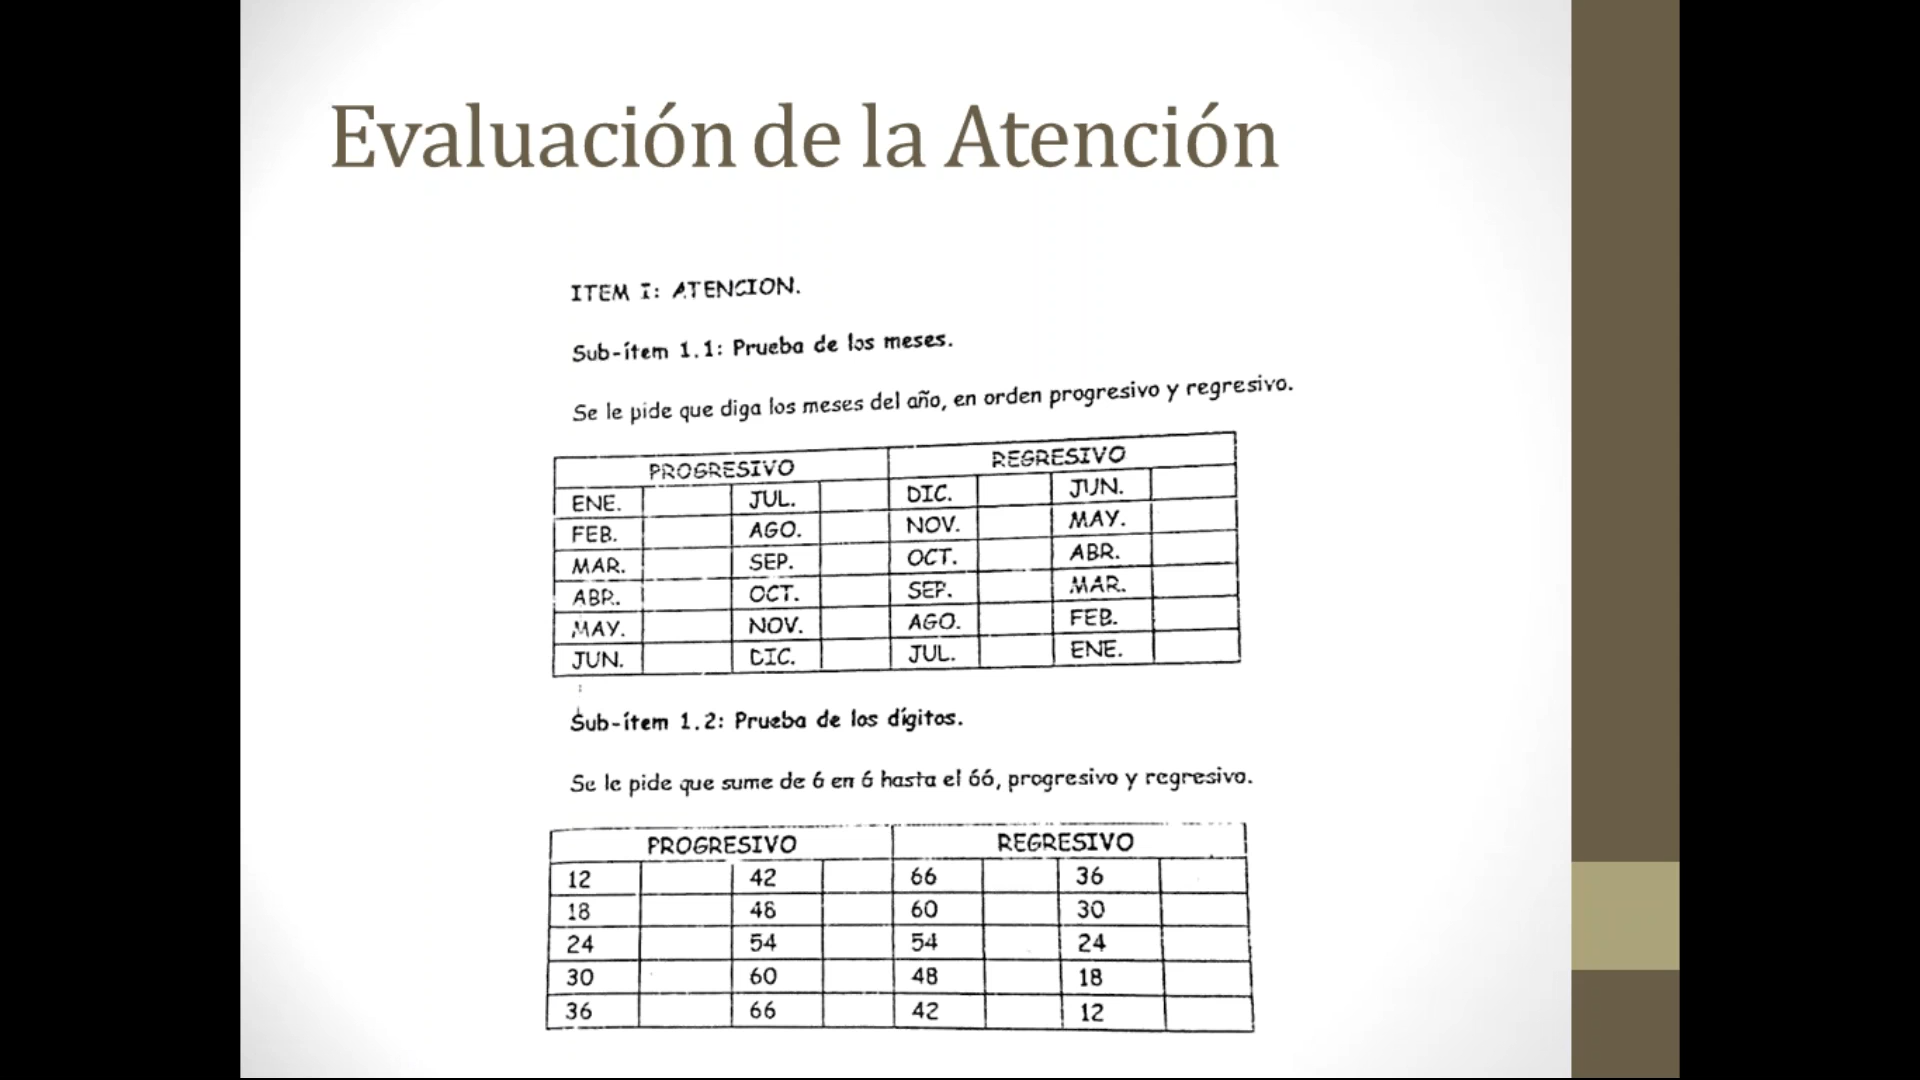 Evaluación de la Atención
ITEM I: ATENCION.
Sub-ítem 1.1: Prueba de los meses.
Se le pide que diga los meses del año, en orden progresivo y regresivo.
PROGRESIVO REGRESIVO
ENE. JUL. DIC. JUN.
FEB. AGO. NOV. MAY.
MAR. SEP. OCT. ABR.
ABR. OCT. SEP. MAR.
MAY. NOV. AGO. FEB.
JUN. DIC. JUL. ENE.
Sub-ítem 1.2: Prueba de los dígitos.
Se le pide que sume de 6 en 6 hasta el 66, progresivo y regresivo.
PROGRESIVO REGRESIVO
12 42 66 36
18 48 60 30
24 54 54 24
30 60 48 18
36 66 42 12